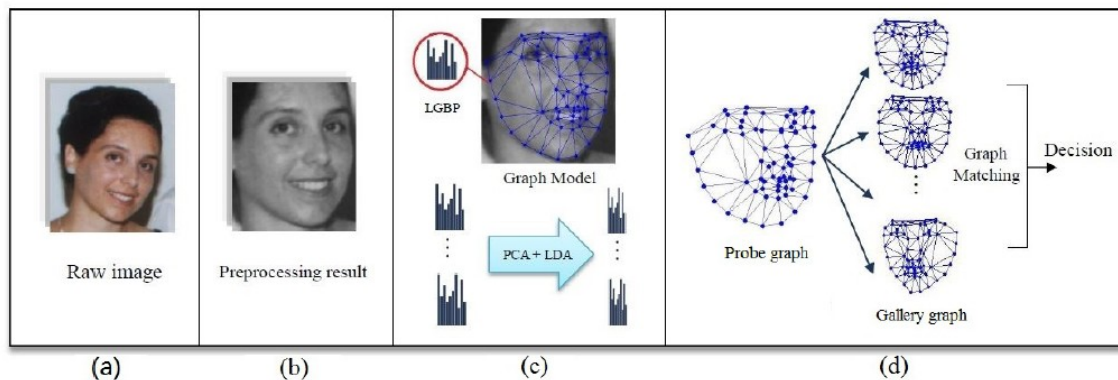 Raw image
(a)
Preprocessing result
(b)
LGBP
Graph Model
PCA + LDA
(c)
Probe graph
Gallery graph
Graph
Matching
Decision
(d)